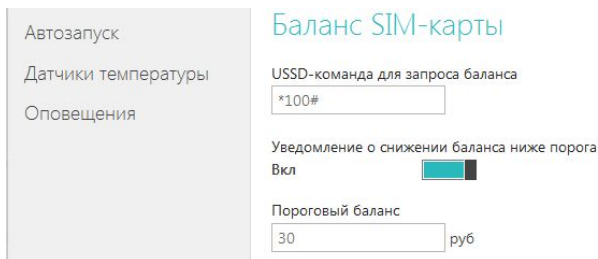 Автозапуск
Датчики температуры
Оповещения
Баланс SIM-карты
USSD-команда для запроса баланса
*100#
Уведомление о снижении баланса ниже порога
Вкл
Пороговый баланс
30 руб